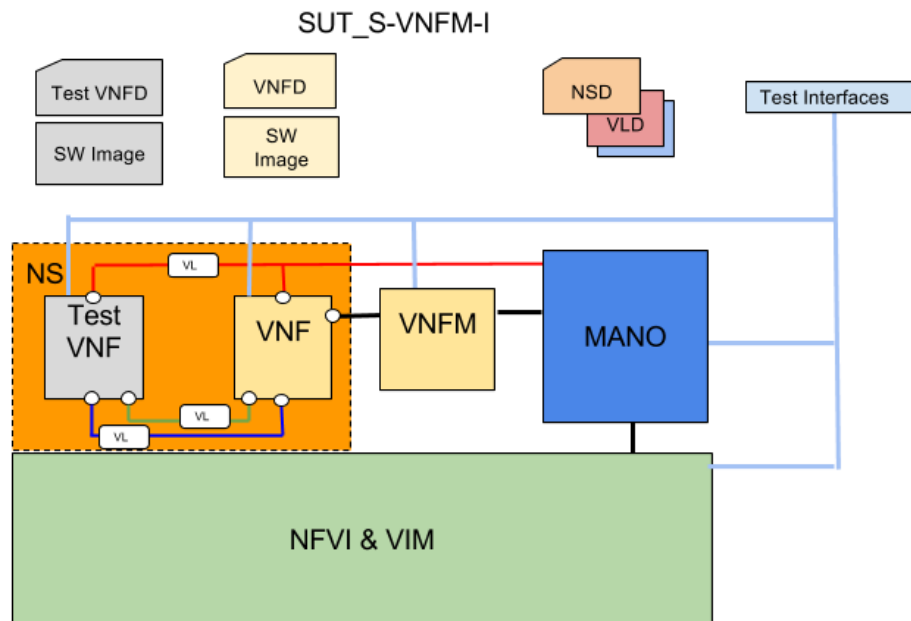 SUT_S-VNFM-I
Test VNFD
SW Image
VNFD
SW
Image
NSD
VLD
Test Interfaces
NS
VL
Test
VNF
VNF
VNFM
MANO
VL
VL
NFVI & VIM